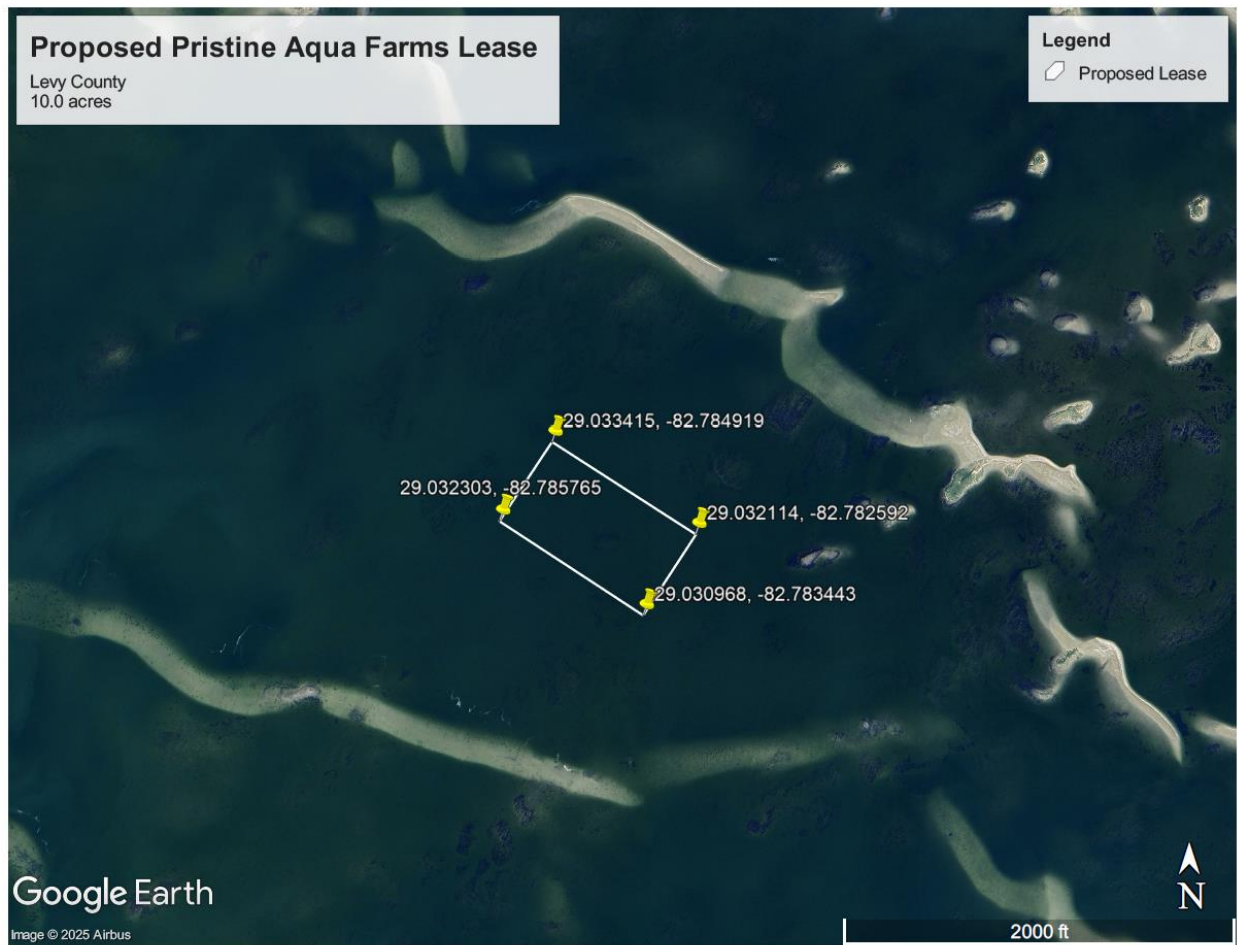 Proposed Pristine Aqua Farms Lease
Levy County
10.0 acres
Legend
Proposed Lease
29.033415, -82.784919
29.032303, -82.785765
29.032114, -82.782592
29.030968, -82.783443
N
Google Earth
Image © 2025 Airbus
2000 ft